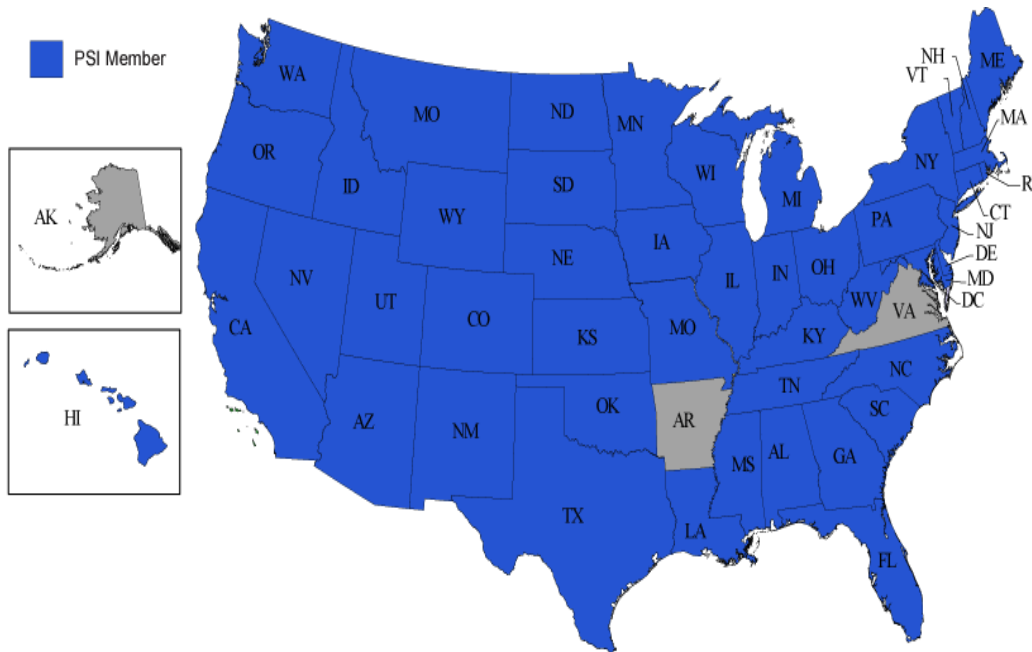 PSI Member
NH
VT
ME
WA
MO
ND
MN
MA
OR
ID
SD
WI
MI
NY
R
AK
WY
CT
PA
NJ
IA
NE
DE
NV
UT
IL
IN
OH
MD
WV
DC
CA
CO
VA
KS
MO
KY
HI
TN
NC
AZ
NM
OK
AR
SC
MS
AL
GA
TX
LA
FL